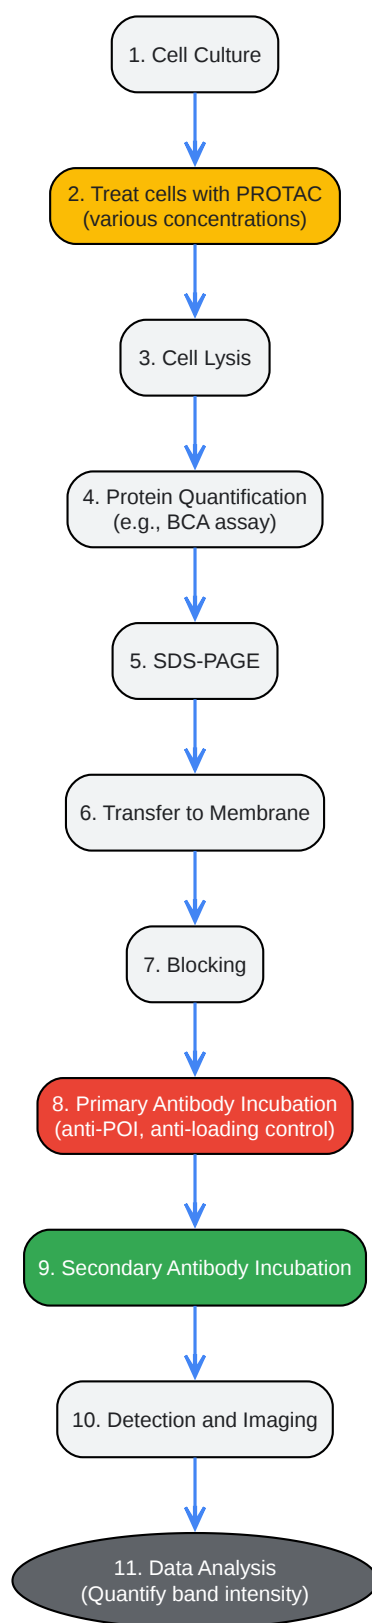 1. Cell Culture
2. Treat cells with PROTAC
(various concentrations)
3. Cell Lysis
4. Protein Quantification
(e.g., BCA assay)
5. SDS-PAGE
6. Transfer to Membrane
7. Blocking
8. Primary Antibody Incubation
(anti-POI, anti-loading control)
9. Secondary Antibody Incubation
10. Detection and Imaging
11. Data Analysis
(Quantify band intensity)